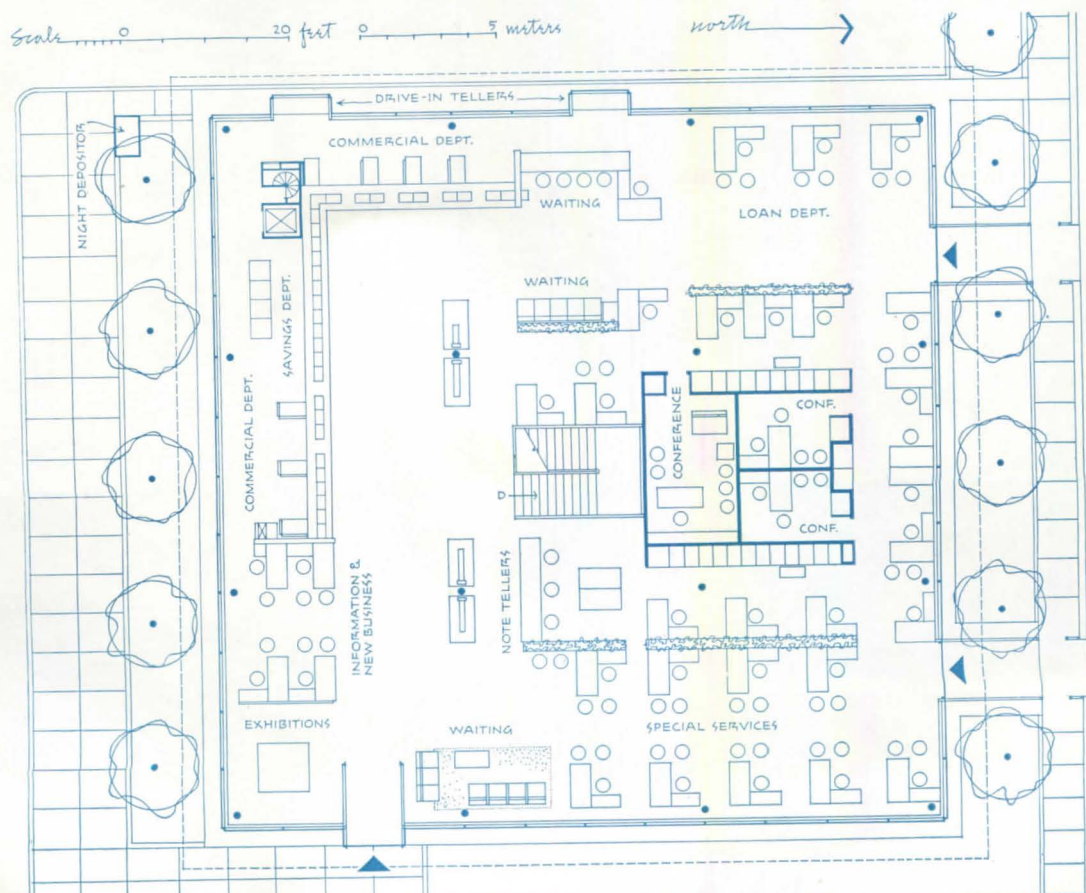 Scale 0 20 feet 0 5 meters north
DRIVE-IN TELLERS
NIGHT DEPOSITOR
COMMERCIAL DEPT.
WAITING
LOAN DEPT.
WAITING
SAVINGS DEPT.
COMMERCIAL DEPT.
CONFERENCE
CONF.
D
CONF.
INFORMATION &
NEW BUSINESS
NOTE TELLERS
EXHIBITIONS
WAITING
SPECIAL SERVICES